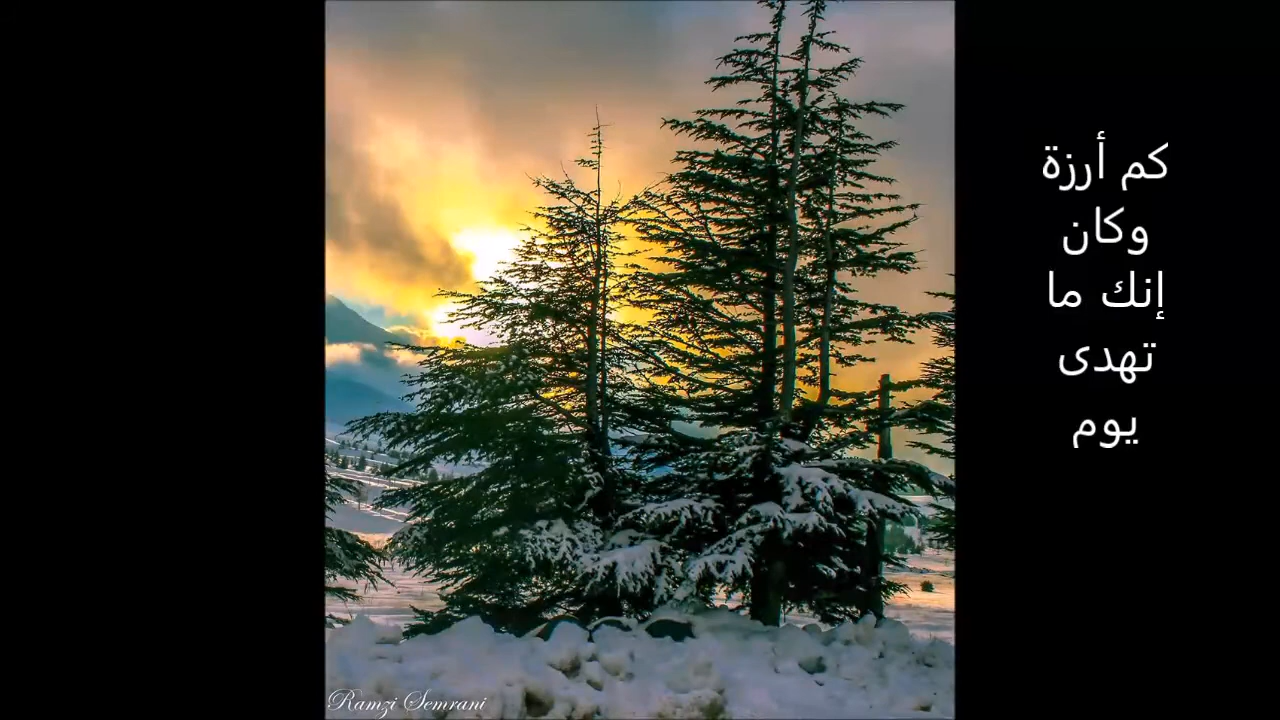 كم أرزة
وكان
إنك ما
تهدى
يوم
Ramzi Semrani